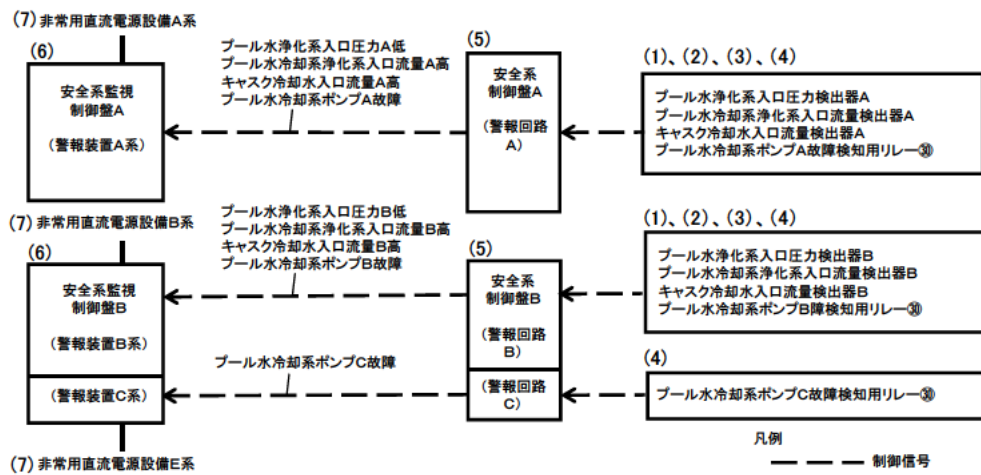 (7) 非常用直流電源設備A系
(6)
安全系監視
制御盤A
(警報装置A系)
プール水浄化系入口圧力A低
プール水冷却系浄化系入口流量A高
キャスク冷却水入口流量A高
プール水冷却系ポンプA故障
(5)
安全系
制御盤A
(警報回路
A)
(1)、(2)、(3)、(4)
プール水浄化系入口圧力検出器A
プール水冷却系浄化系入口流量検出器A
キャスク冷却水入口流量検出器A
プール水冷却系ポンプA故障検知用リレー㉚
(7) 非常用直流電源設備B系
(6)
安全系監視
制御盤B
(警報装置B系)
(警報装置C系)
プール水浄化系入口圧力B低
プール水冷却系浄化系入口流量B高
キャスク冷却水入口流量B高
プール水冷却系ポンプB故障
プール水冷却系ポンプC故障
(5)
安全系
制御盤B
(警報回路
B)
(警報回路
C)
(1)、(2)、(3)、(4)
プール水浄化系入口圧力検出器B
プール水冷却系浄化系入口流量検出器B
キャスク冷却水入口流量検出器B
プール水冷却系ポンプB障検知用リレー㉚
(4)
プール水冷却系ポンプC故障検知用リレー㉚
(7) 非常用直流電源設備E系
凡例
制御信号